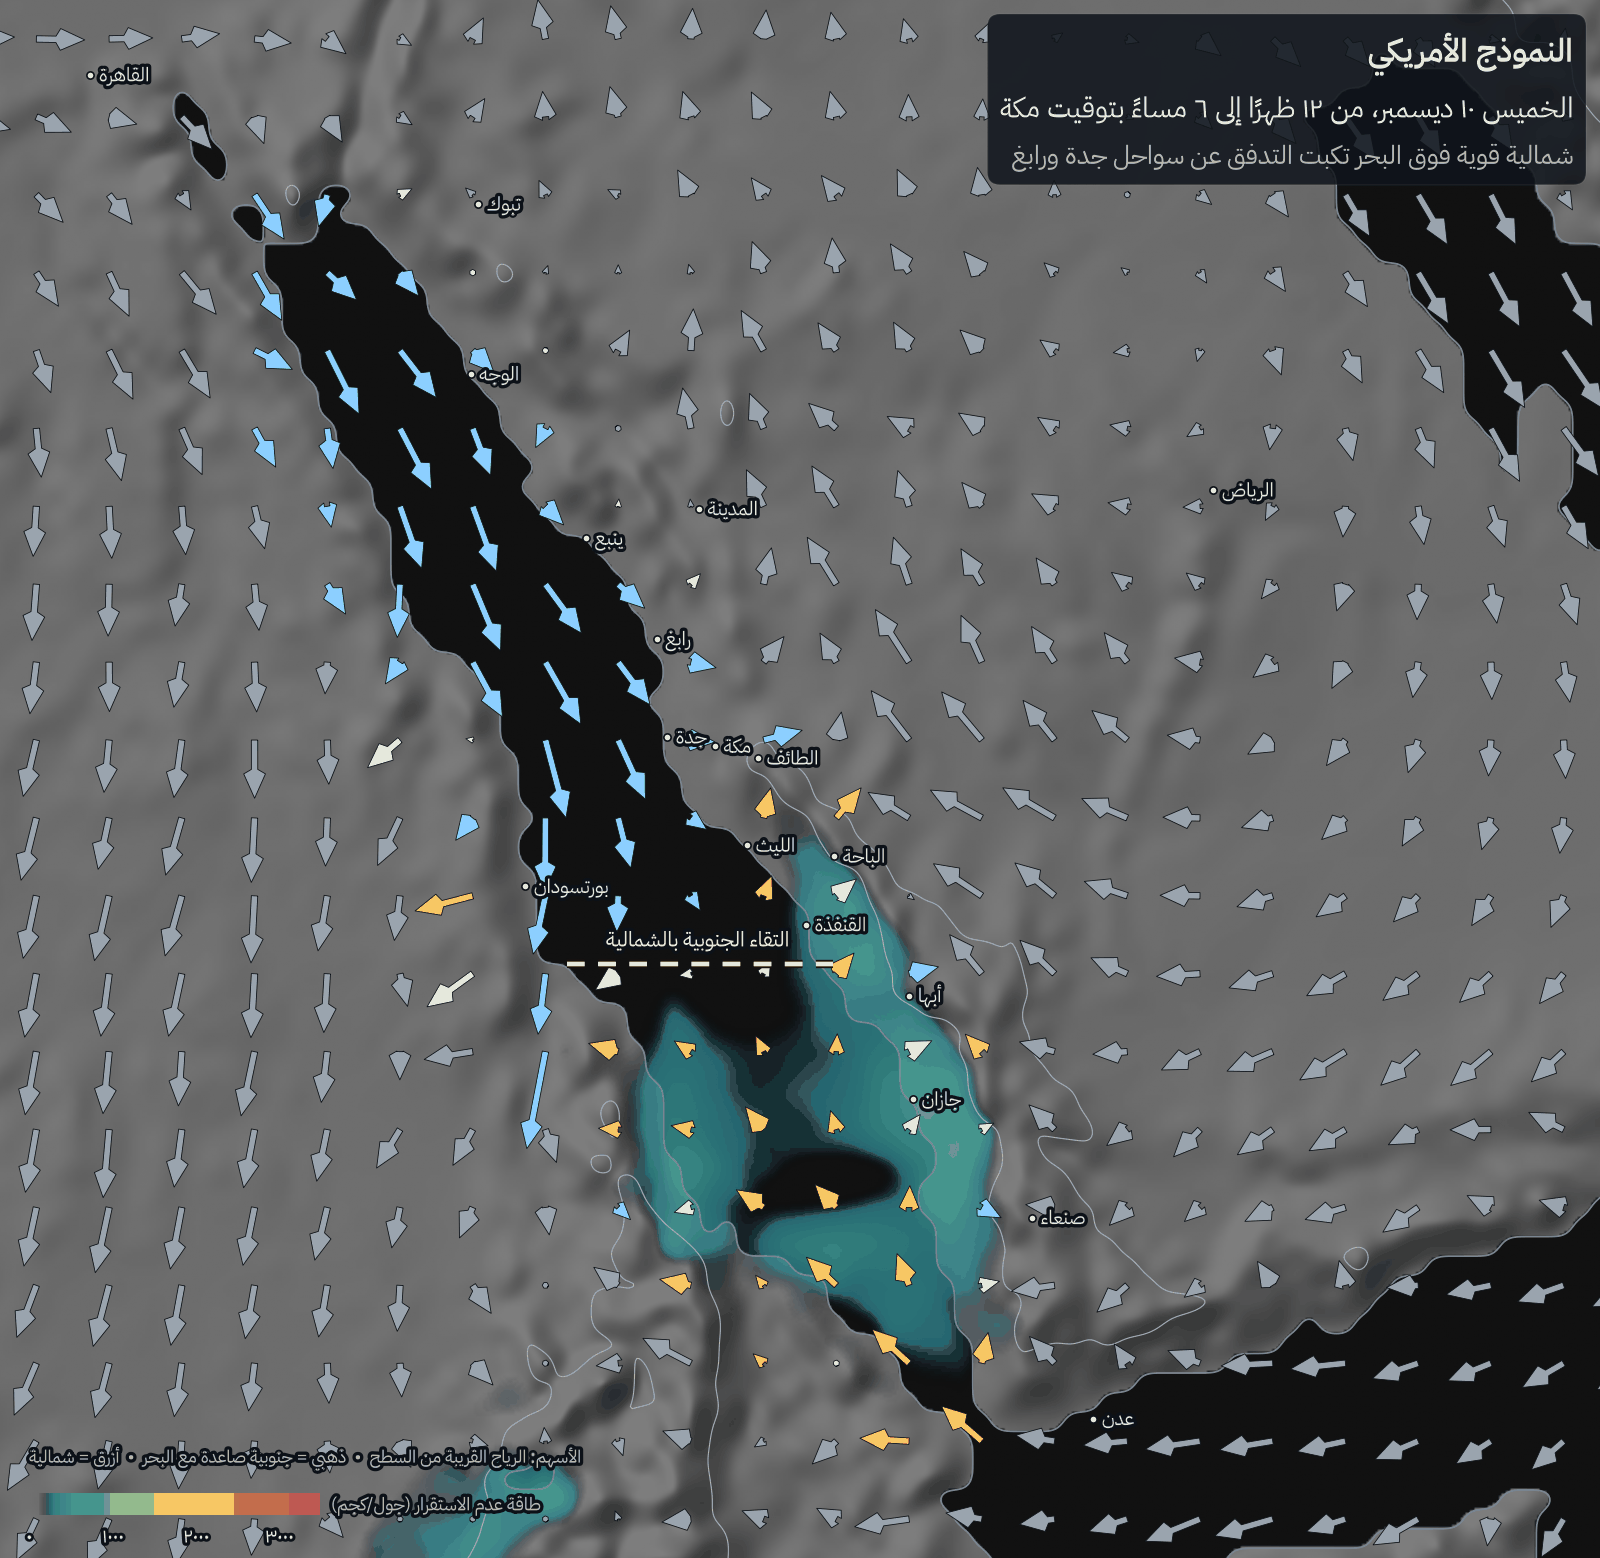 النموذج الأمريكي
الخميس ١٠ ديسمبر، من ١٢ ظهرًا إلى ٦ مساءً بتوقيت مكة
شمالية قوية فوق البحر تكبت التدفق عن سواحل جدة ورابغ
القاهرة
تبوك
الوجه
الرياض
المدينة
ينبع
رابغ
جدة
مكة
الطائف
الليث
الباحة
بورتسودان
القنفذة
التقاء الجنوبية بالشمالية
أبها
جازان
صنعاء
عدن
الأسهم: الرياح القريبة من السطح • ذهبي = جنوبية صاعدة مع البحر • أزرق = شمالية
طاقة عدم الاستقرار (جول/كجم)
٠ ١٠٠٠ ٢٠٠٠ ٣٠٠٠